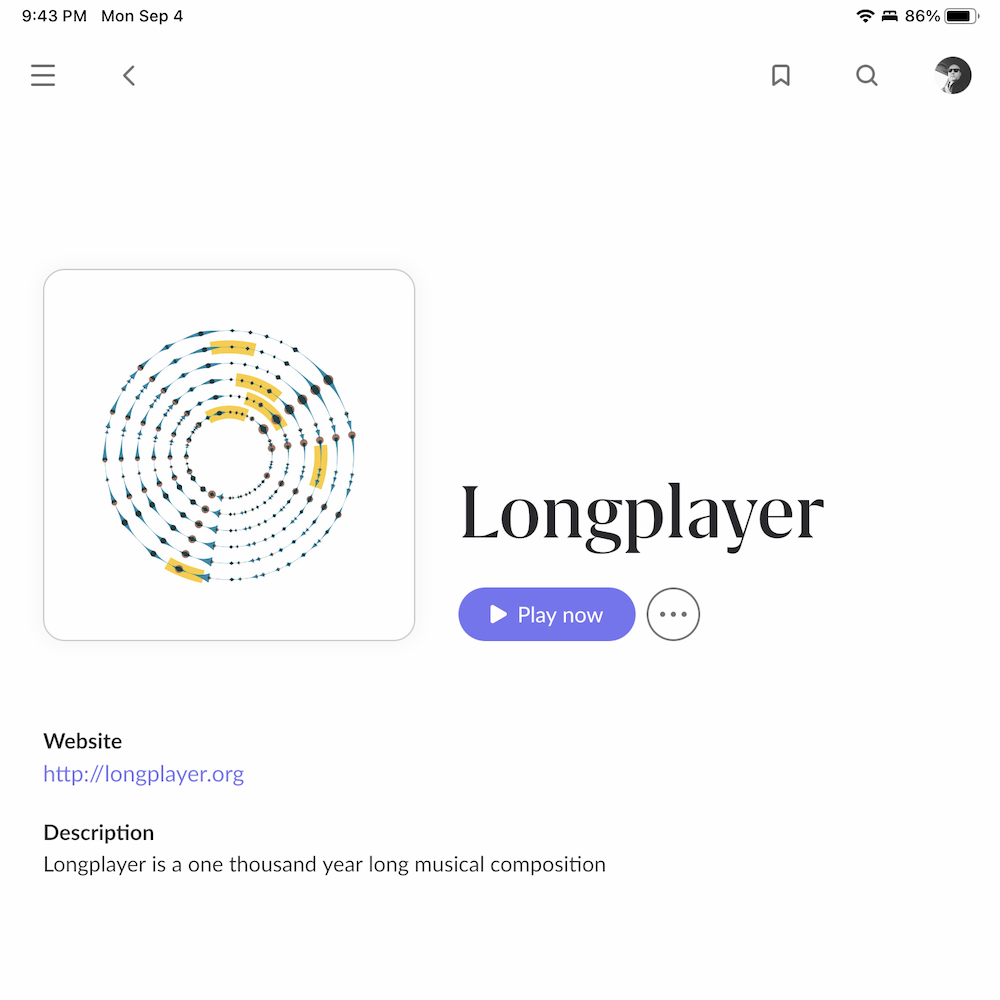 9:43 PM Mon Sep 4 86%
Longplayer
Play now
Website
http://longplayer.org
Description
Longplayer is a one thousand year long musical composition